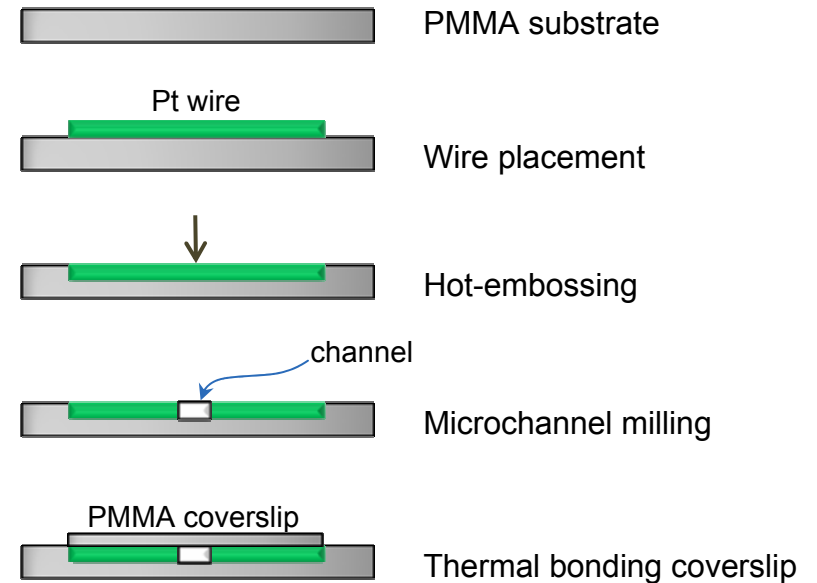 PMMA substrate
Pt wire
Wire placement
Hot-embossing
channel
Microchannel milling
PMMA coverslip
Thermal bonding coverslip